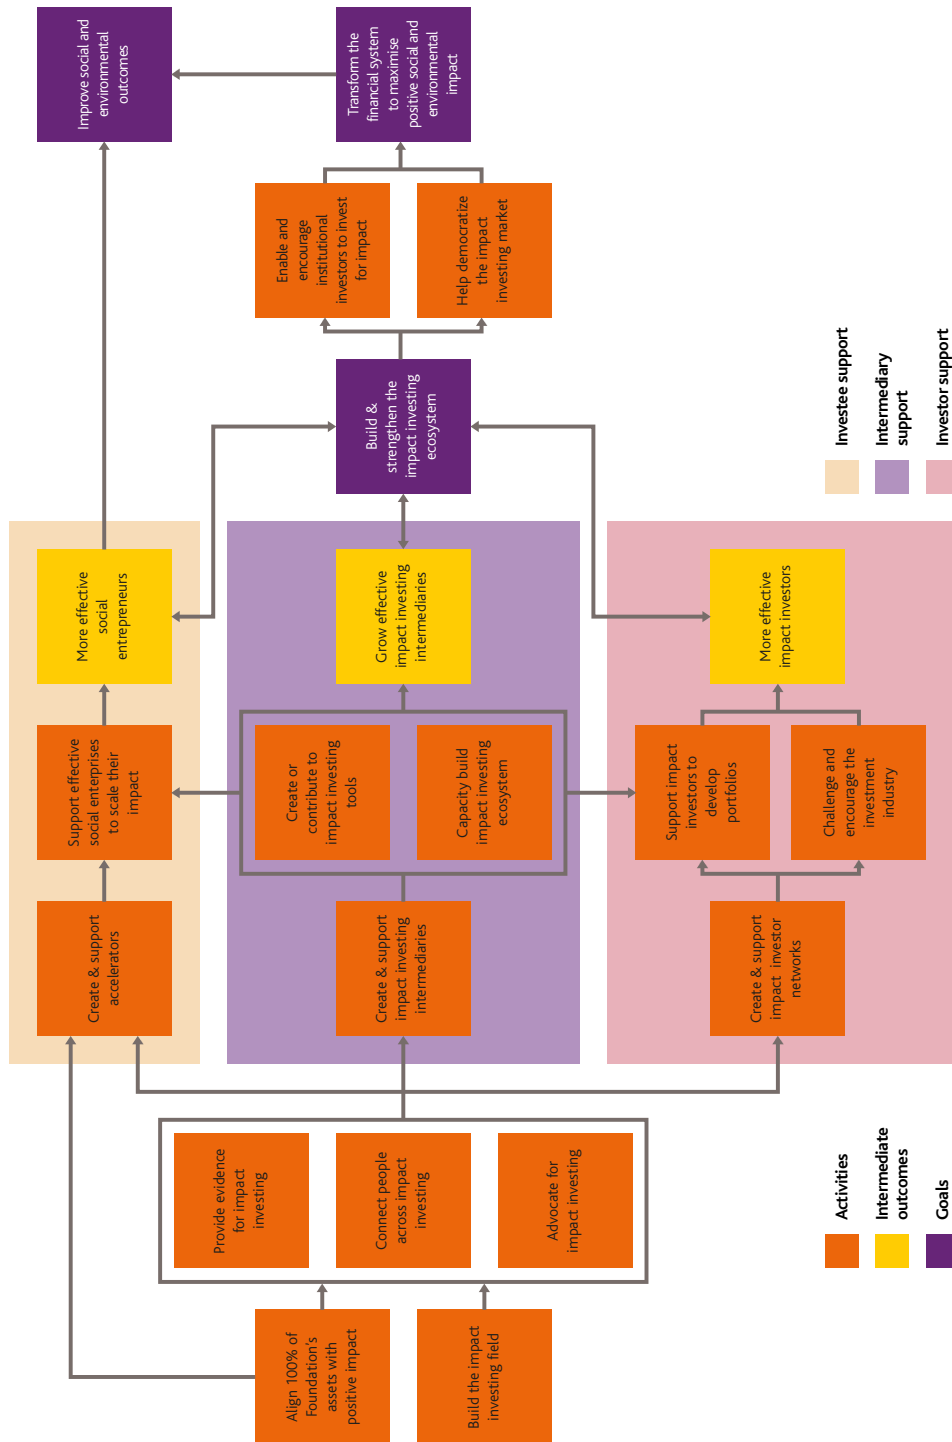 Align 100% of
Foundation's
assets with
positive impact
Build the impact
investing field
Provide evidence
for impact
investing
Connect people
across impact
investing
Advocate for
impact investing
Create & support
accelerators
Support effective
social enterprises
to scale their
impact
More effective
social
entrepreneurs
Create & support
impact investing
intermediaries
Create or
contribute to
impact investing
tools
Capacity build
impact investing
ecosystem
Grow effective
impact investing
intermediaries
Create & support
impact investor
networks
Support impact
investors to
develop
portfolios
Challenge and
encourage the
investment
industry
More effective
impact investors
Build &
strengthen the
impact investing
ecosystem
Enable and
encourage
institutional
investors to invest
for impact
Help democratize
the impact
investing market
Improve social and
environmental
outcomes
Transform the
financial system
to maximise
positive social and
environmental
impact
Activities
Intermediate
outcomes
Goals
Investee support
Intermediary
support
Investor support